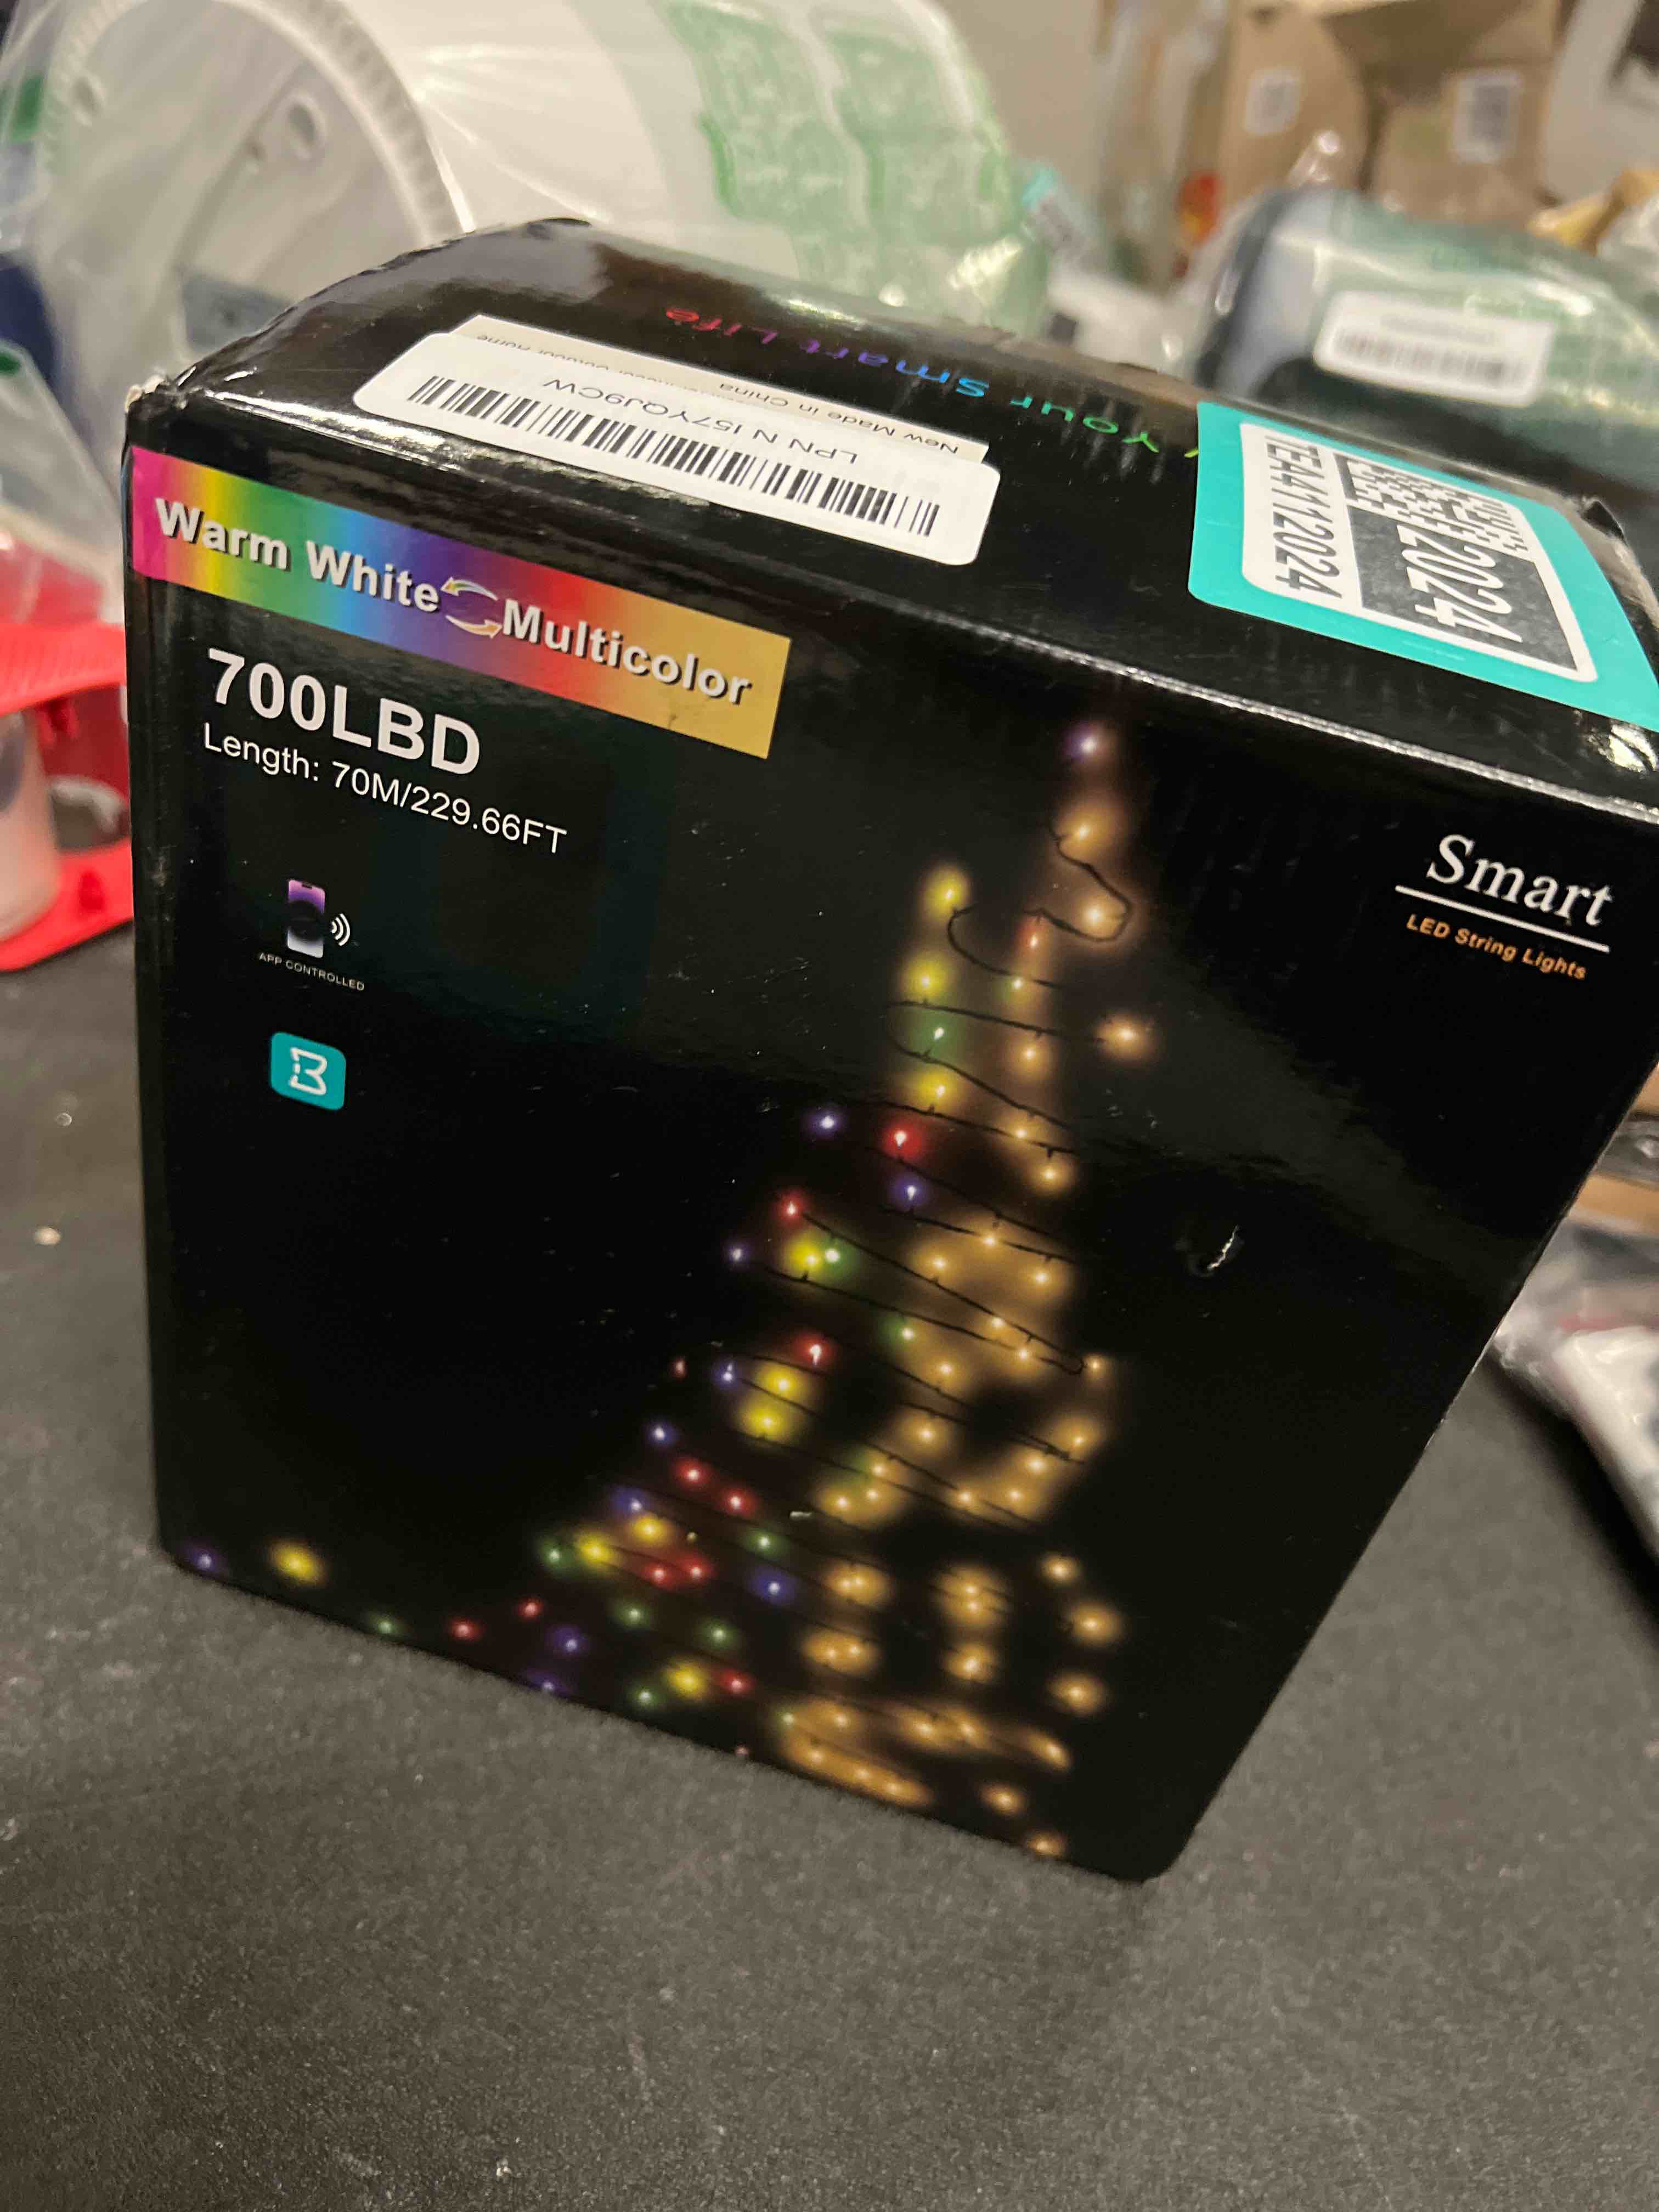 Your Smart Life
New Made in China
LPN N I57YQJ9CW
2024
TEA4112024
Warm White Multicolor
700LBD
Length: 70M/229.66FT
APP CONTROLLED
B
Smart
LED String Lights